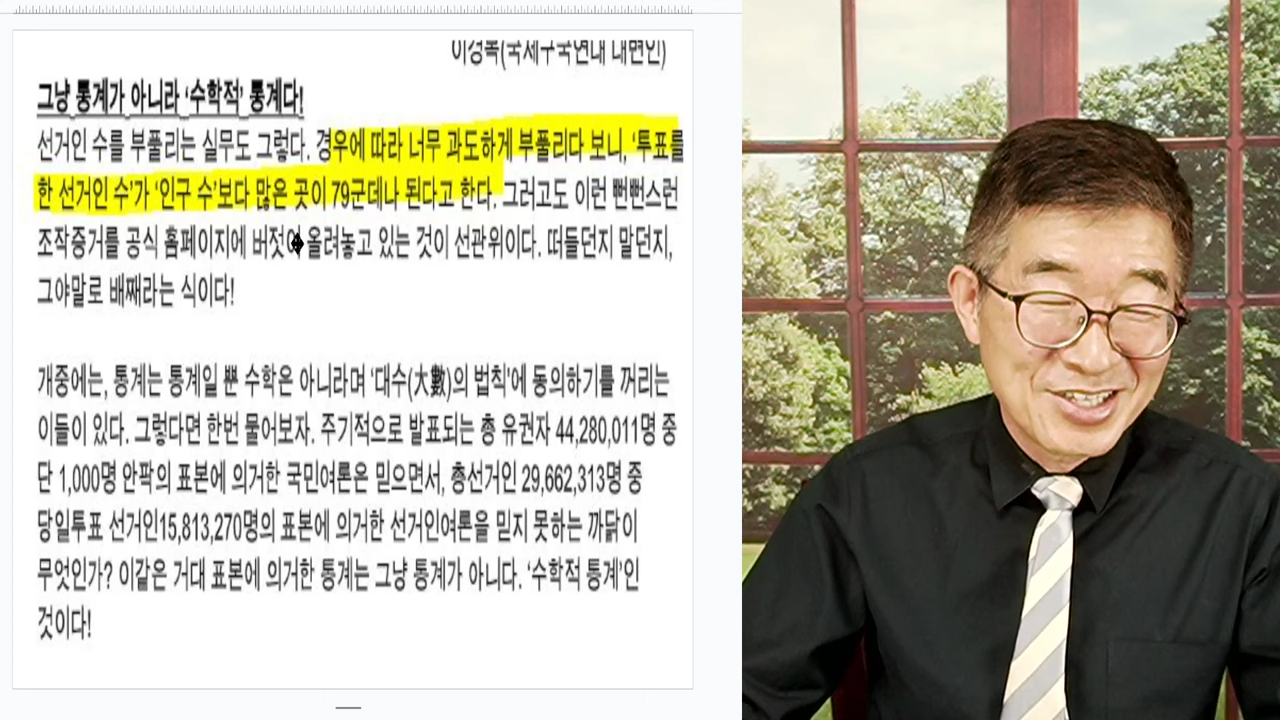 이경복(국제구국연대 대변인)
그냥 통계가 아니라 ‘수학적’ 통계다!
선거인 수를 부풀리는 실무도 그렇다. 경우에 따라 너무 과도하게 부풀리다 보니, ‘투표를
한 선거인 수’가 ‘인구 수’보다 많은 곳이 79군데나 된다고 한다. 그러고도 이런 뻔뻔스런
조작증거를 공식 홈페이지에 버젓이 올려놓고 있는 것이 선관위이다. 떠들던지 말던지,
그야말로 배째라는 식이다!
개중에는, 통계는 통계일 뿐 수학은 아니라며 ‘대수(大數)의 법칙’에 동의하기를 꺼리는
이들이 있다. 그렇다면 한번 물어보자. 주기적으로 발표되는 총 유권자 44,280,011명 중
단 1,000명 안팎의 표본에 의거한 국민여론은 믿으면서, 총선거인 29,662,313명 중
당일투표 선거인15,813,270명의 표본에 의거한 선거인여론을 믿지 못하는 까닭이
무엇인가? 이같은 거대 표본에 의거한 통계는 그냥 통계가 아니다. ‘수학적 통계’인
것이다!